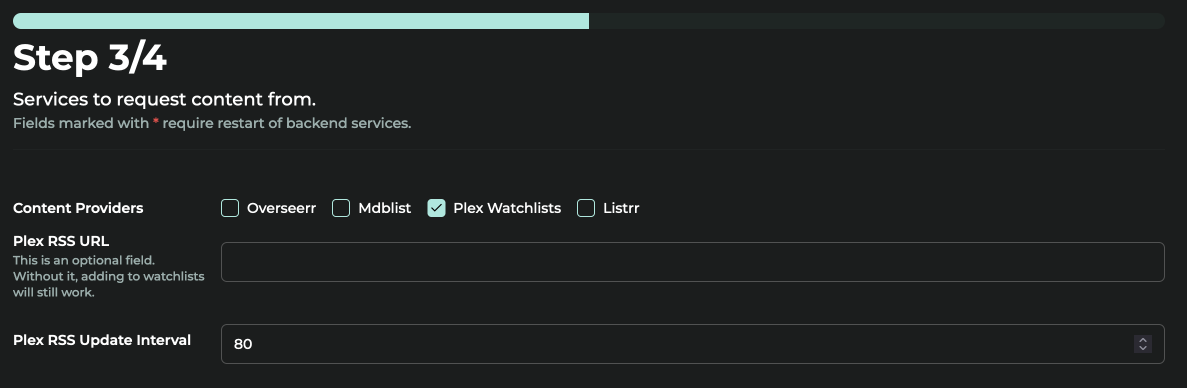 Step 3/4
Services to request content from.
Fields marked with * require restart of backend services.
Content Providers Overseerr Mdblist Plex Watchlists Listrr
Plex RSS URL
This is an optional field.
Without it, adding to watchlists
will still work.
Plex RSS Update Interval 80